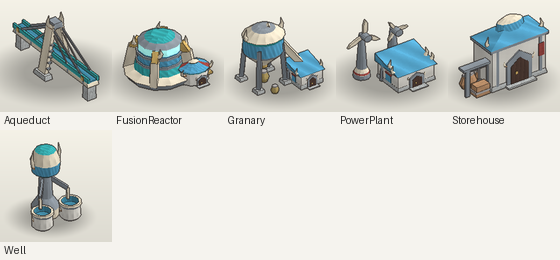 Aqueduct
FusionReactor
Granary
PowerPlant
Storehouse
Well